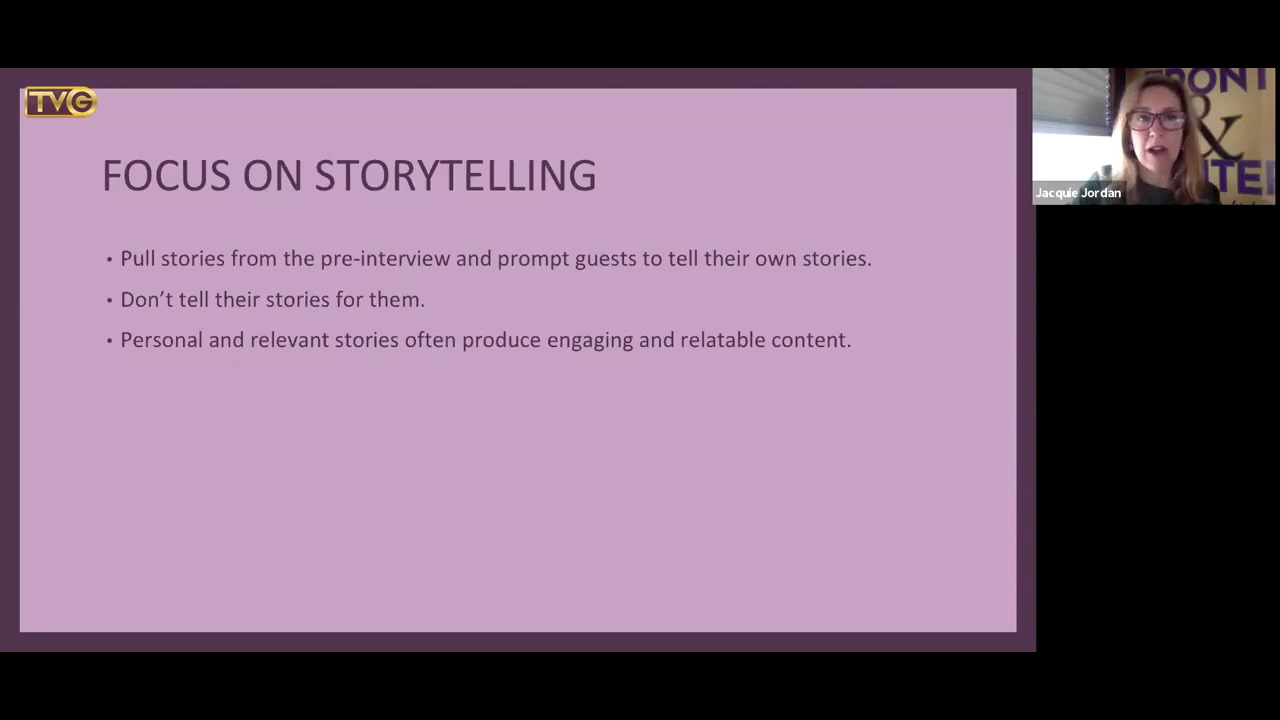 TVG
FOCUS ON STORYTELLING
• Pull stories from the pre-interview and prompt guests to tell their own stories.
• Don’t tell their stories for them.
• Personal and relevant stories often produce engaging and relatable content.
FRONT
&
Jacquie Jordan